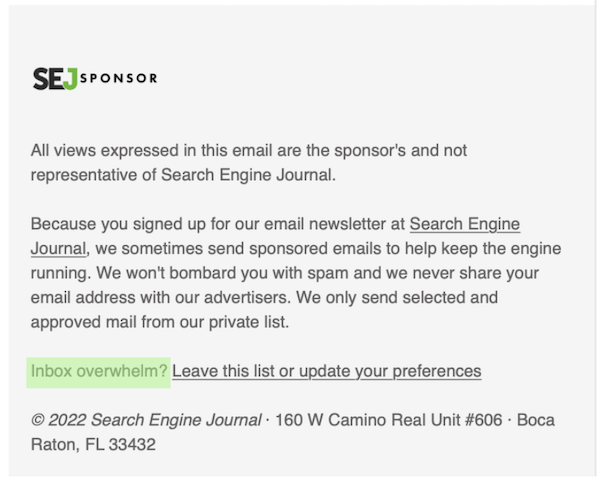 SEJ SPONSOR
All views expressed in this email are the sponsor's and not
representative of Search Engine Journal.
Because you signed up for our email newsletter at Search Engine
Journal, we sometimes send sponsored emails to help keep the engine
running. We won't bombard you with spam and we never share your
email address with our advertisers. We only send selected and
approved mail from our private list.
Inbox overwhelm? Leave this list or update your preferences
© 2022 Search Engine Journal · 160 W Camino Real Unit #606 · Boca
Raton, FL 33432